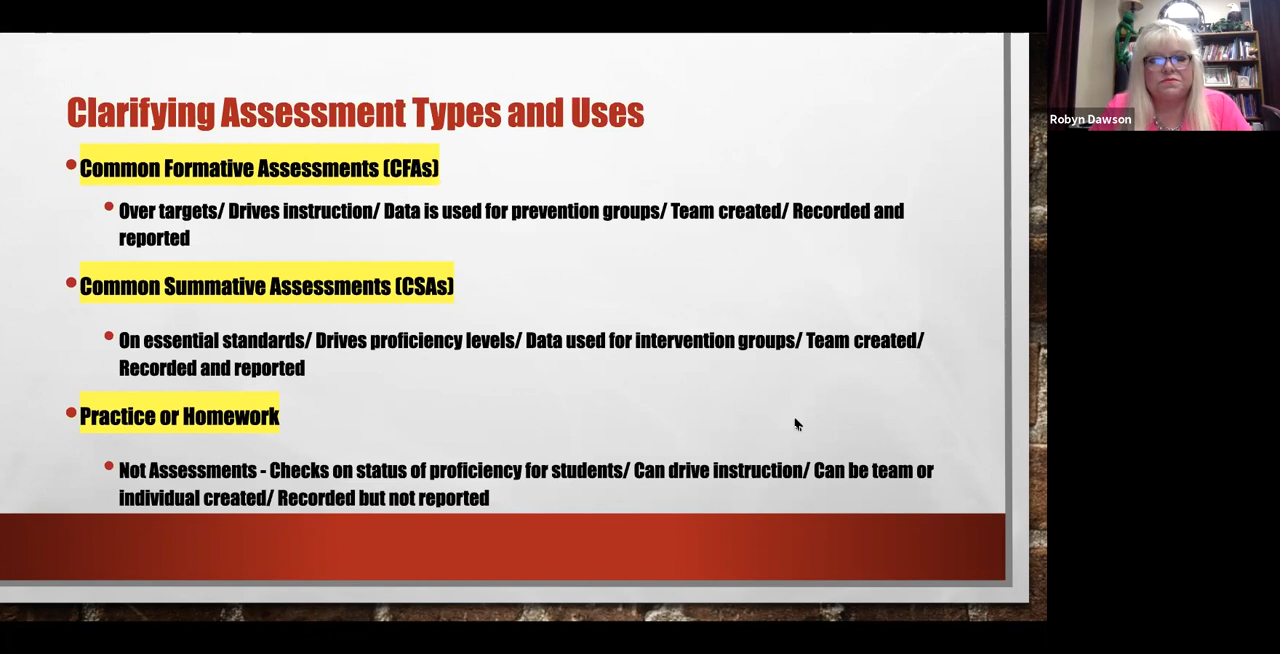 Clarifying Assessment Types and Uses
Common Formative Assessments (CFAs)
Over targets/ Drives instruction/ Data is used for prevention groups/ Team created/ Recorded and
reported
Common Summative Assessments (CSAs)
On essential standards/ Drives proficiency levels/ Data used for intervention groups/ Team created/
Recorded and reported
Practice or Homework
Not Assessments - Checks on status of proficiency for students/ Can drive instruction/ Can be team or
individual created/ Recorded but not reported
Robyn Dawson